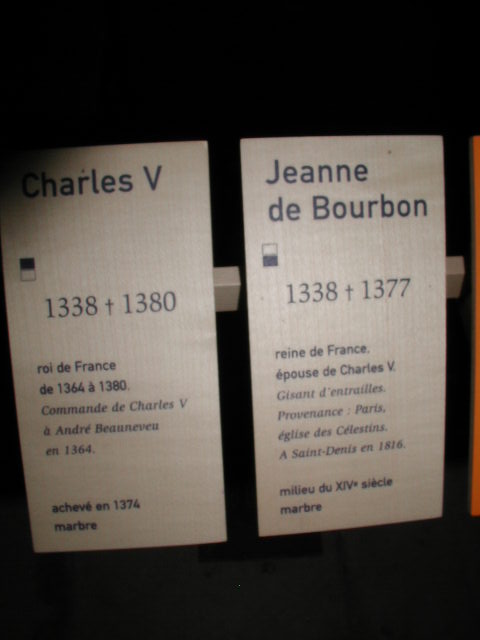 Charles V
1338 † 1380
roi de France
de 1364 à 1380.
Commande de Charles V
à André Beauneveu
en 1364.
achevé en 1374
marbre
Jeanne
de Bourbon
1338 † 1377
reine de France,
épouse de Charles V.
Gisant d'entrailles.
Provenance : Paris,
église des Célestins.
A Saint-Denis en 1816.
milieu du XIVe siècle
marbre